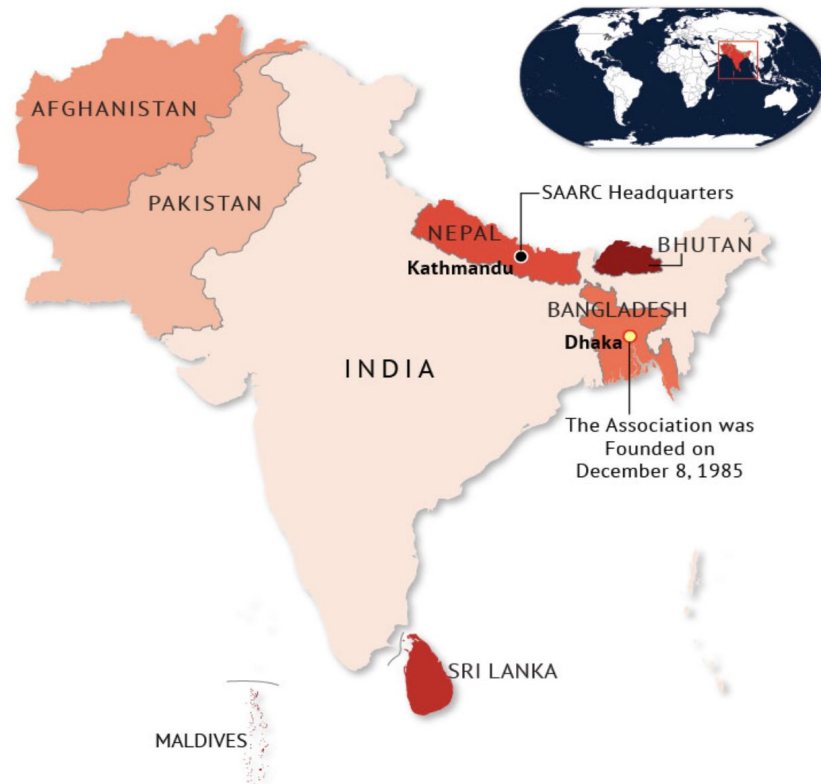 AFGHANISTAN
PAKISTAN
SAARC Headquarters
NEPAL
BHUTAN
Kathmandu
BANGLADESH
Dhaka
INDIA
The Association was
Founded on
December 8, 1985
SRI LANKA
MALDIVES